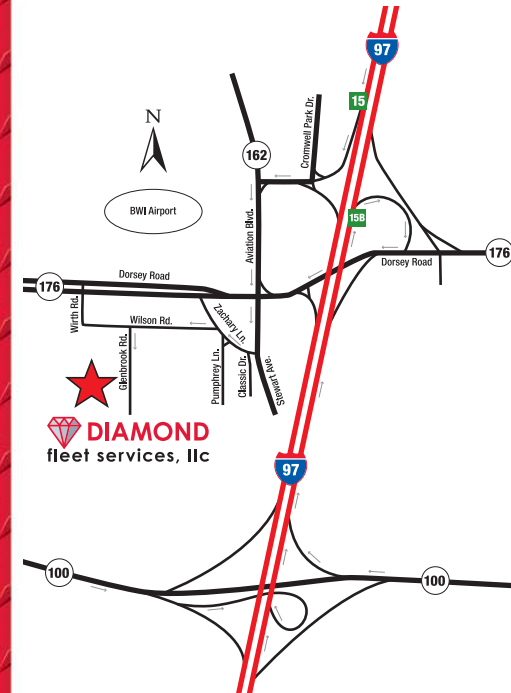 97
15
Cromwell Park Dr.
N
162
BWI Airport
Aviation Blvd.
15B
176
Dorsey Road
Dorsey Road
176
Wirth Rd.
Wilson Rd.
Zachary Ln.
Glenbrook Rd.
Pumphrey Ln.
Classic Dr.
Stewart Ave.
DIAMOND
fleet services, llc
97
100
100